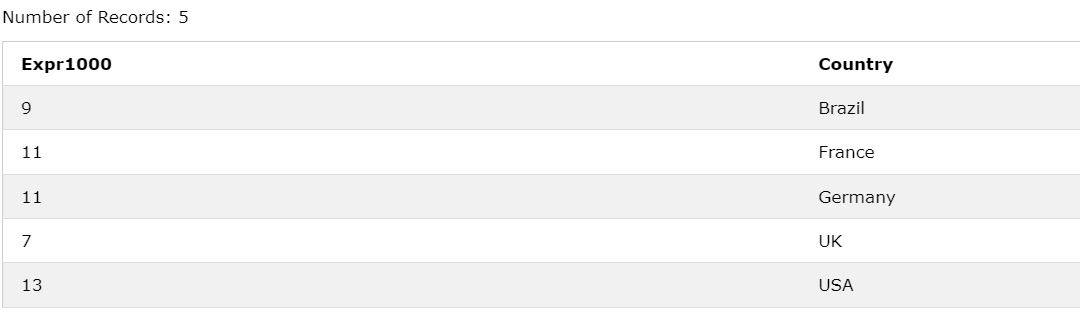 Number of Records: 5
Expr1000 Country
9 Brazil
11 France
11 Germany
7 UK
13 USA